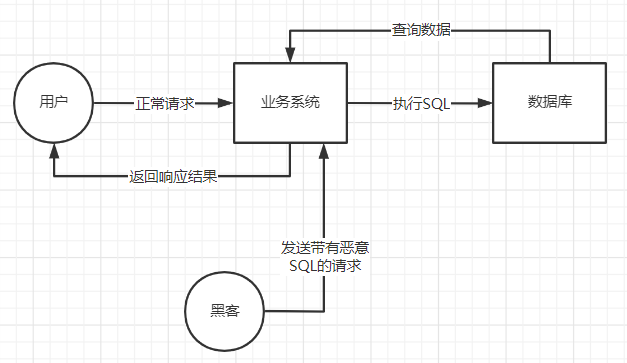 查询数据
用户
正常请求
业务系统
执行SQL
数据库
返回响应结果
发送带有恶意
SQL的请求
黑客